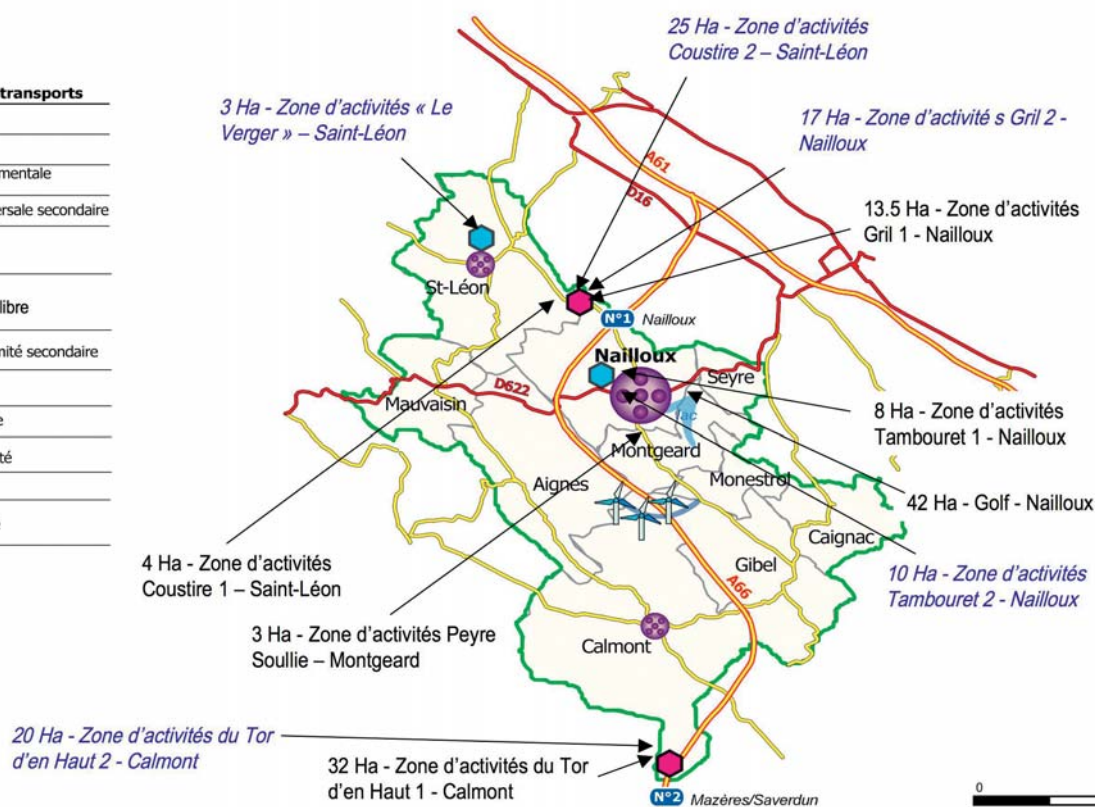 transports
mentale
ersale secondaire
libre
mité secondaire
e
té
25 Ha - Zone d'activités
Coustire 2 – Saint-Léon
3 Ha - Zone d'activités « Le
Verger » – Saint-Léon
17 Ha - Zone d'activité s Gril 2 -
Nailloux
A61
D16
13.5 Ha - Zone d'activités
Gril 1 - Nailloux
St-Léon
N°1 Nailloux
Nailloux
Seyre
D622
Mauvaisin
lac
8 Ha - Zone d'activités
Tambouret 1 - Nailloux
Montgeard
Monestrol
Aignes
42 Ha - Golf - Nailloux
Caignac
4 Ha - Zone d'activités
Coustire 1 – Saint-Léon
Gibel
10 Ha - Zone d'activités
Tambouret 2 - Nailloux
A66
3 Ha - Zone d'activités Peyre
Soullie – Montgeard
Calmont
20 Ha - Zone d'activités du Tor
d'en Haut 2 - Calmont
32 Ha - Zone d'activités du Tor
d'en Haut 1 - Calmont
N°2 Mazères/Saverdun
0